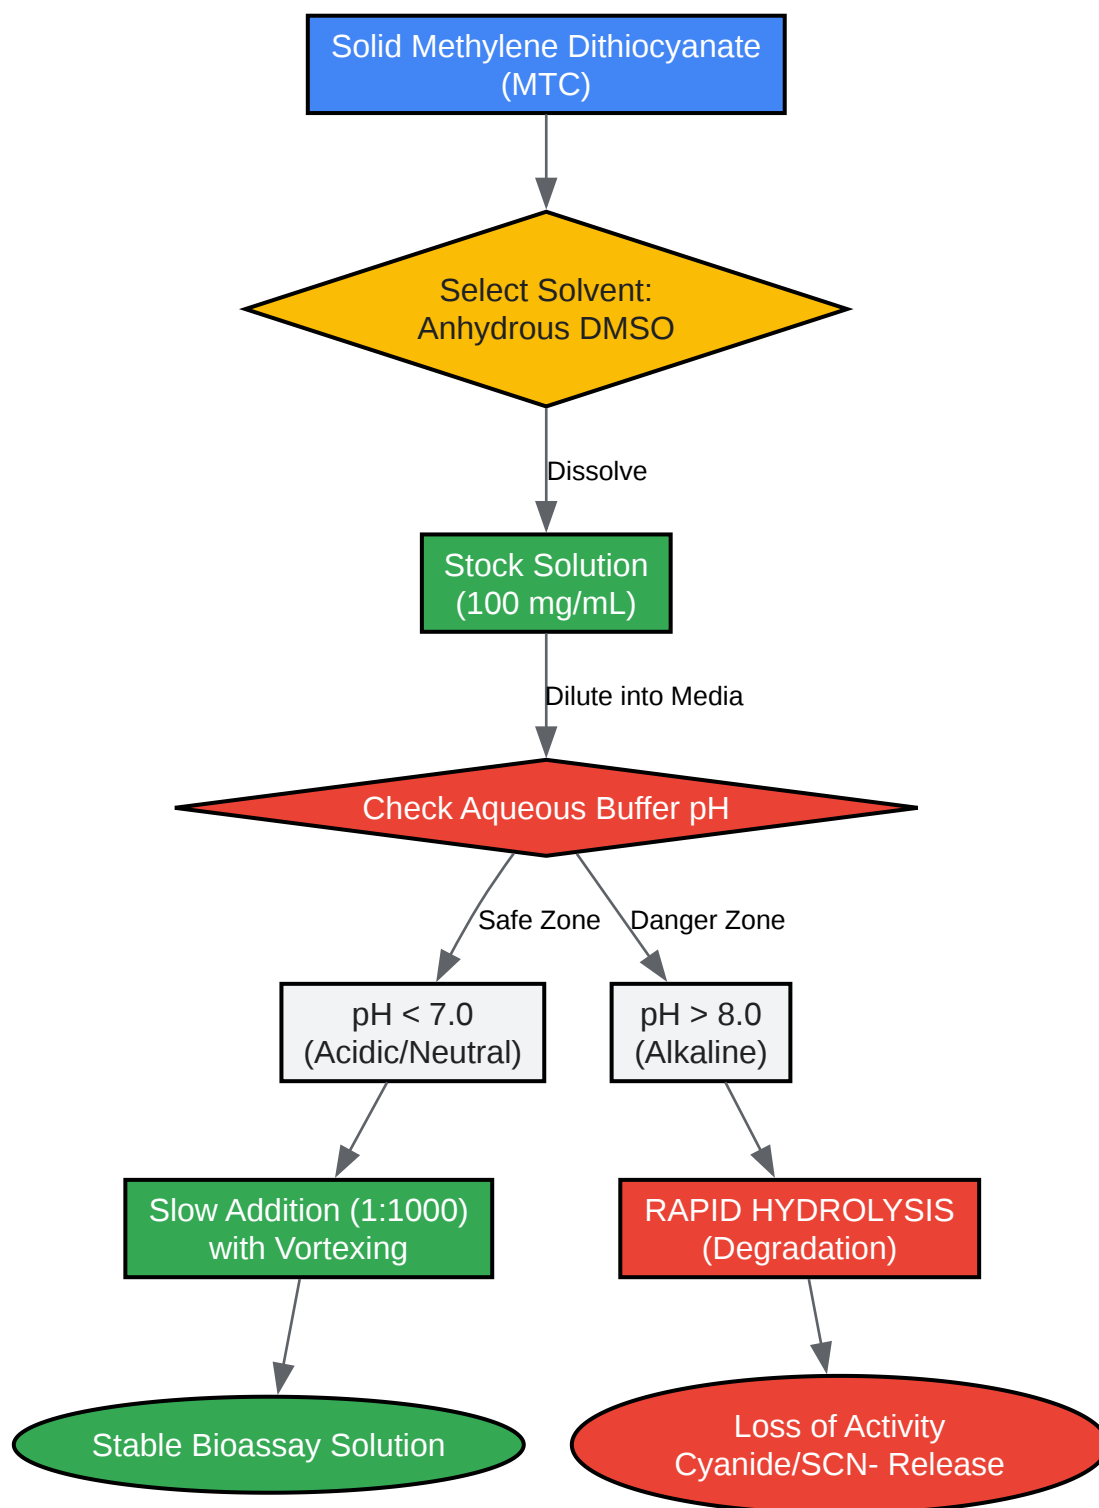 Solid Methylene Dithiocyanate
(MTC)
Select Solvent:
Anhydrous DMSO
Dissolve
Stock Solution
(100 mg/mL)
Dilute into Media
Check Aqueous Buffer pH
Safe Zone
Danger Zone
pH < 7.0
(Acidic/Neutral)
pH > 8.0
(Alkaline)
Slow Addition (1:1000)
with Vortexing
RAPID HYDROLYSIS
(Degradation)
Stable Bioassay Solution
Loss of Activity
Cyanide/SCN- Release